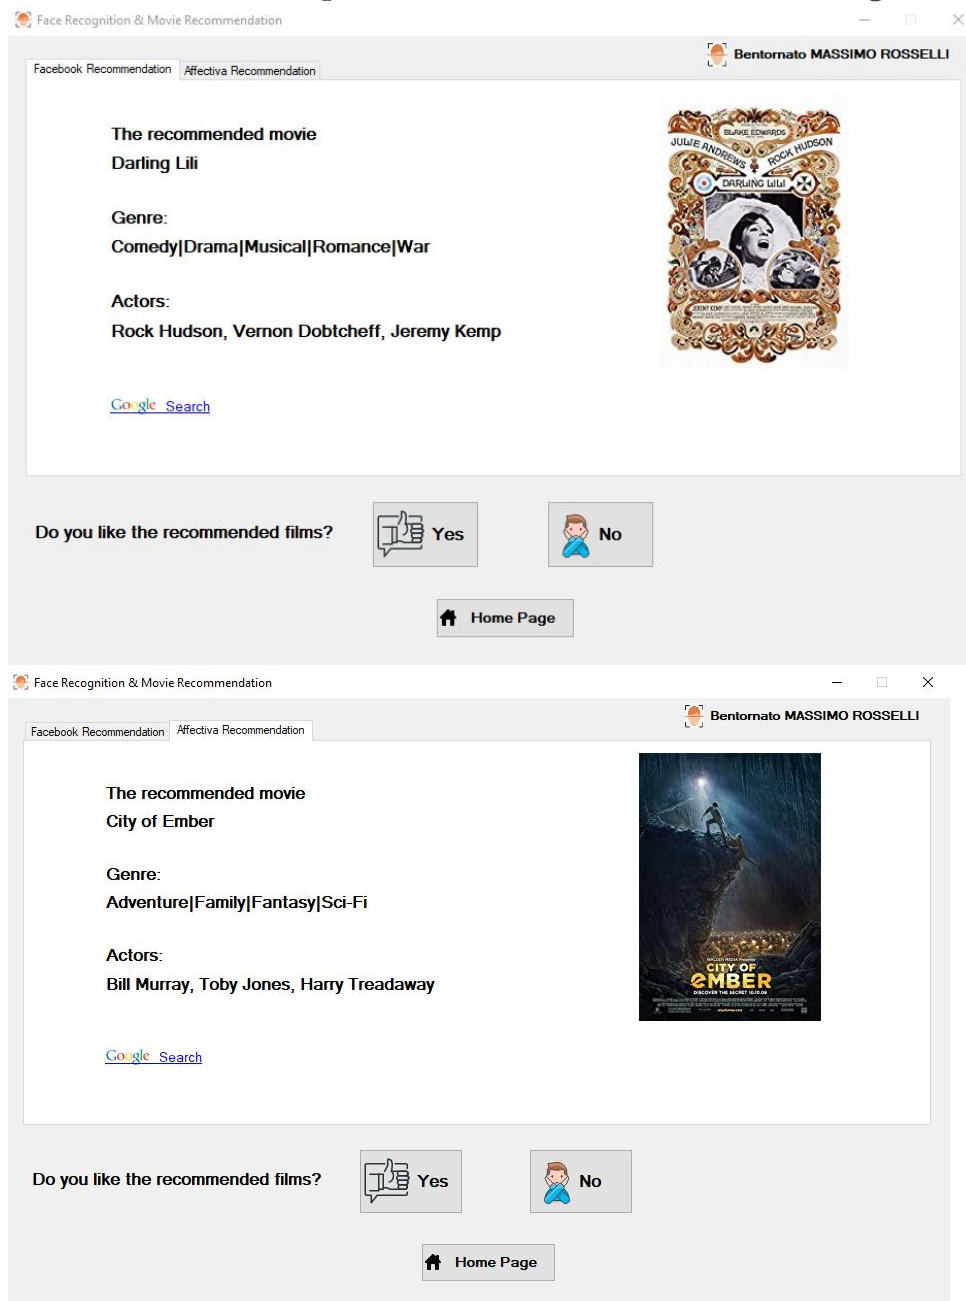 Face Recognition & Movie Recommendation
Bentornato MASSIMO ROSSELLI
Facebook Recommendation
Affectiva Recommendation
The recommended movie
Darling Lili
Genre:
Comedy|Drama|Musical|Romance|War
Actors:
Rock Hudson, Vernon Dobtcheff, Jeremy Kemp
Google Search
BLAKE EDWARDS
JULIE ANDREWS
ROCK HUDSON
DARLING LILI
JEREMY KEMP
Do you like the recommended films?
Yes
No
Home Page
Face Recognition & Movie Recommendation
Bentornato MASSIMO ROSSELLI
Facebook Recommendation
Affectiva Recommendation
The recommended movie
City of Ember
Genre:
Adventure|Family|Fantasy|Sci-Fi
Actors:
Bill Murray, Toby Jones, Harry Treadaway
Google Search
CITY OF
EMBER
DISCOVER THE SECRET 10.10.08
Do you like the recommended films?
Yes
No
Home Page